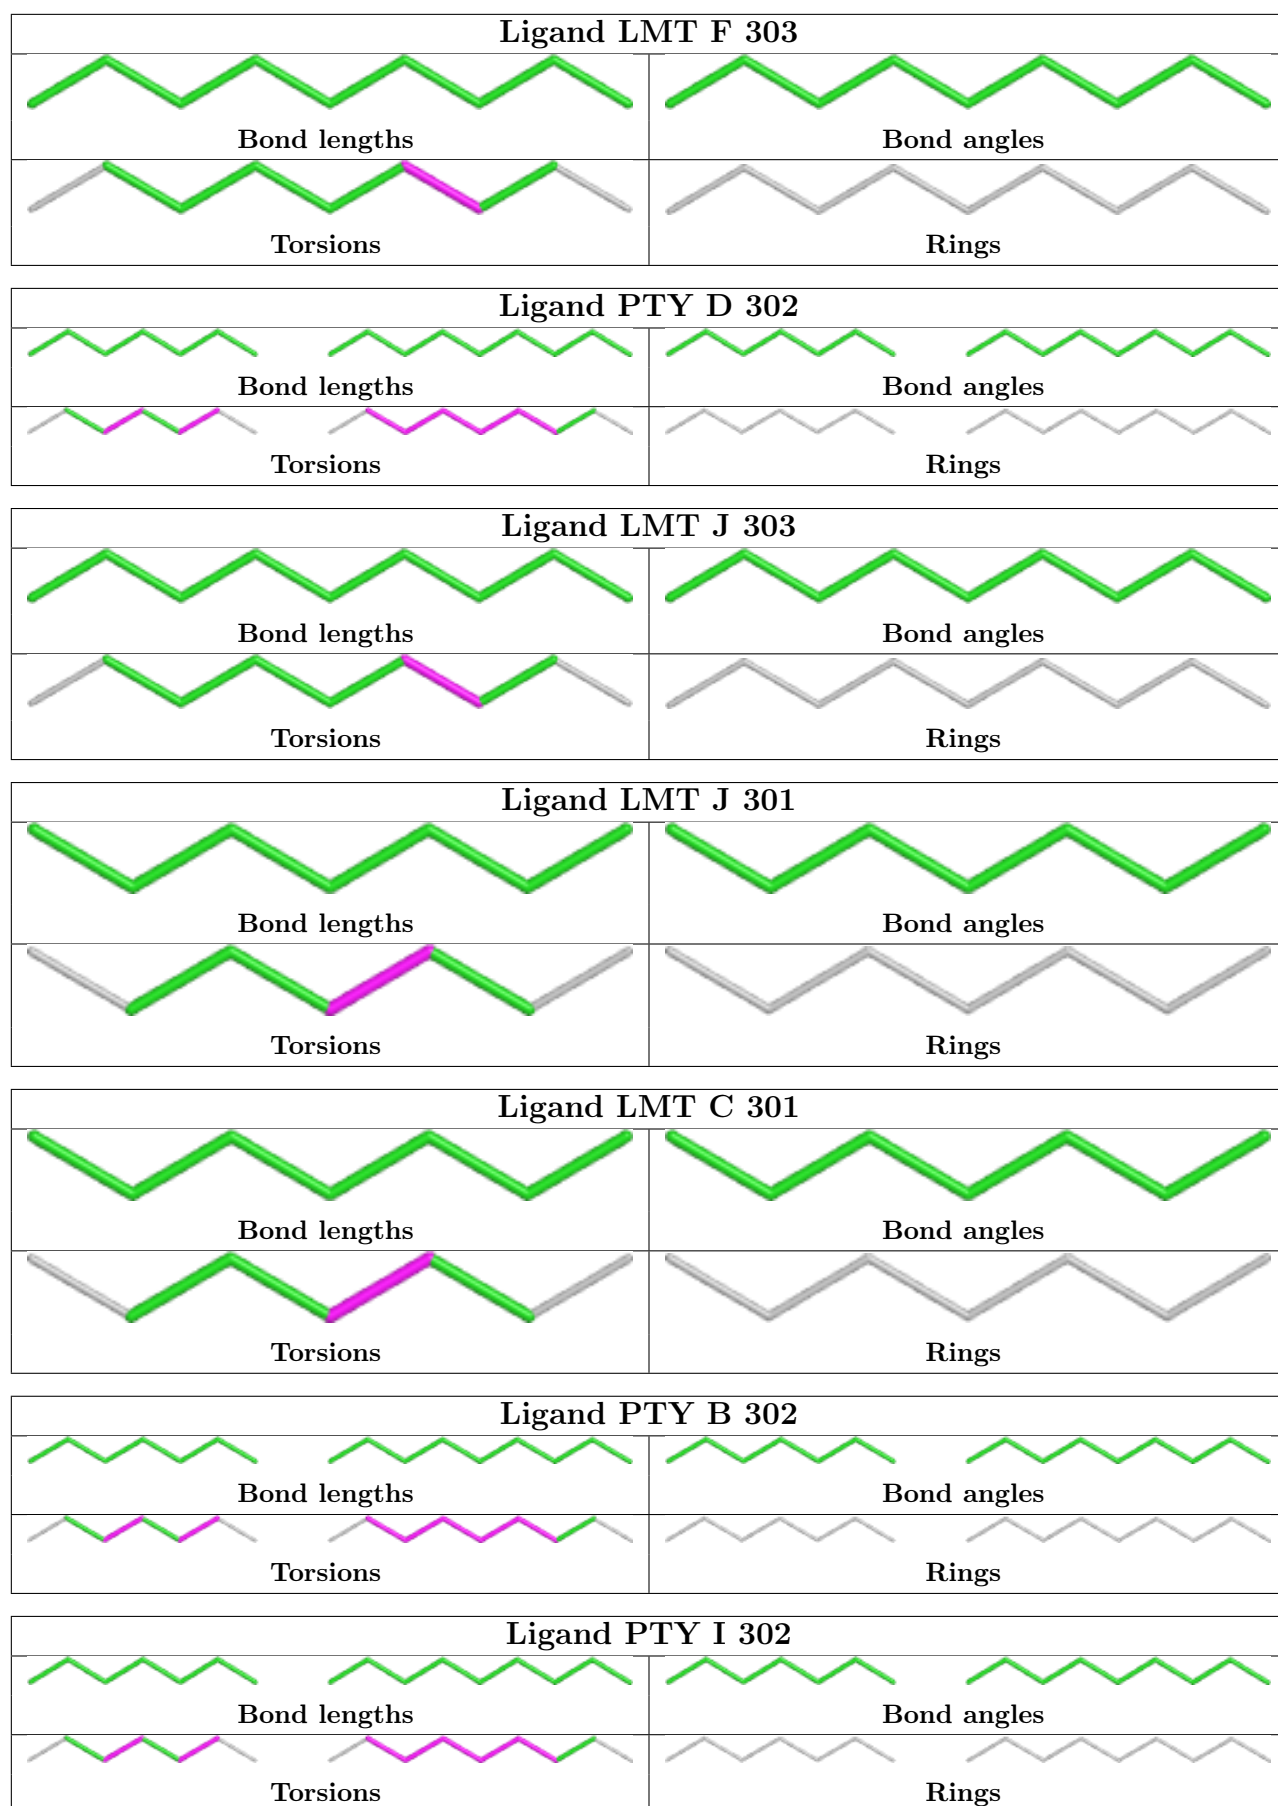 Ligand LMT F 303
Bond lengths Bond angles
Torsions Rings
Ligand PTY D 302
Bond lengths Bond angles
Torsions Rings
Ligand LMT J 303
Bond lengths Bond angles
Torsions Rings
Ligand LMT J 301
Bond lengths Bond angles
Torsions Rings
Ligand LMT C 301
Bond lengths Bond angles
Torsions Rings
Ligand PTY B 302
Bond lengths Bond angles
Torsions Rings
Ligand PTY I 302
Bond lengths Bond angles
Torsions Rings